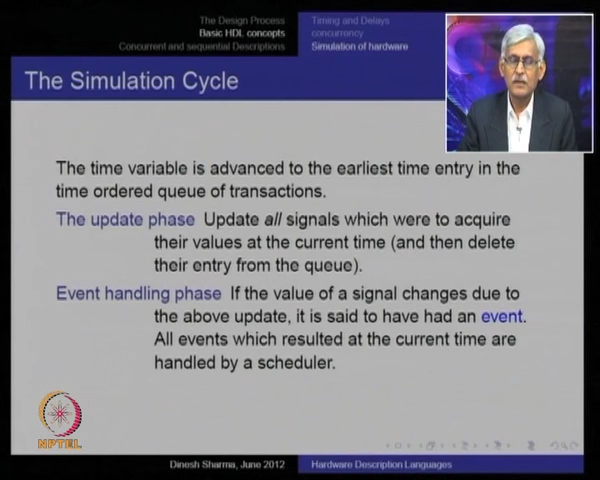 The Design Process
Basic HDL concepts
Concurrent and sequential Descriptions
Timing and Delays
concurrency
Simulation of hardware
The Simulation Cycle
The time variable is advanced to the earliest time entry in the
time ordered queue of transactions.
The update phase Update all signals which were to acquire
their values at the current time (and then delete
their entry from the queue).
Event handling phase If the value of a signal changes due to
the above update, it is said to have had an event.
All events which resulted at the current time are
handled by a scheduler.
NPTEL
Dinesh Sharma, June 2012
Hardware Description Languages